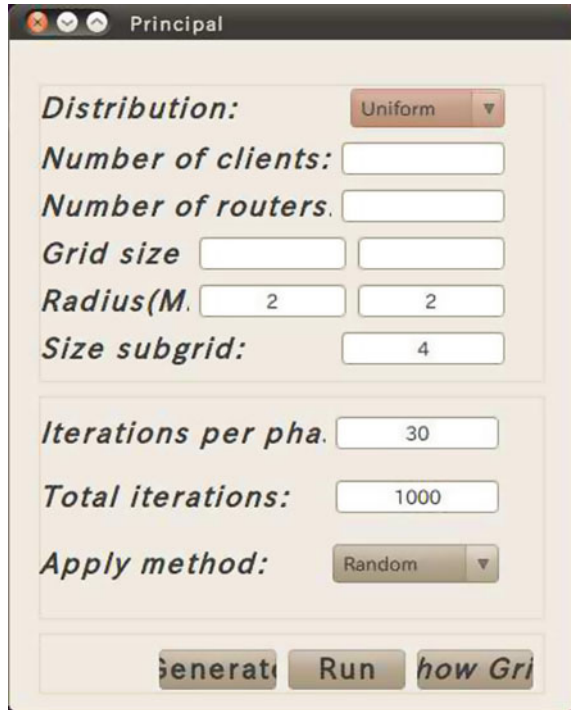 Principal
Distribution: Uniform
Number of clients:
Number of routers.
Grid size
Radius(M. 2 2
Size subgrid: 4
Iterations per pha. 30
Total iterations: 1000
Apply method: Random
Generate Run how Gri